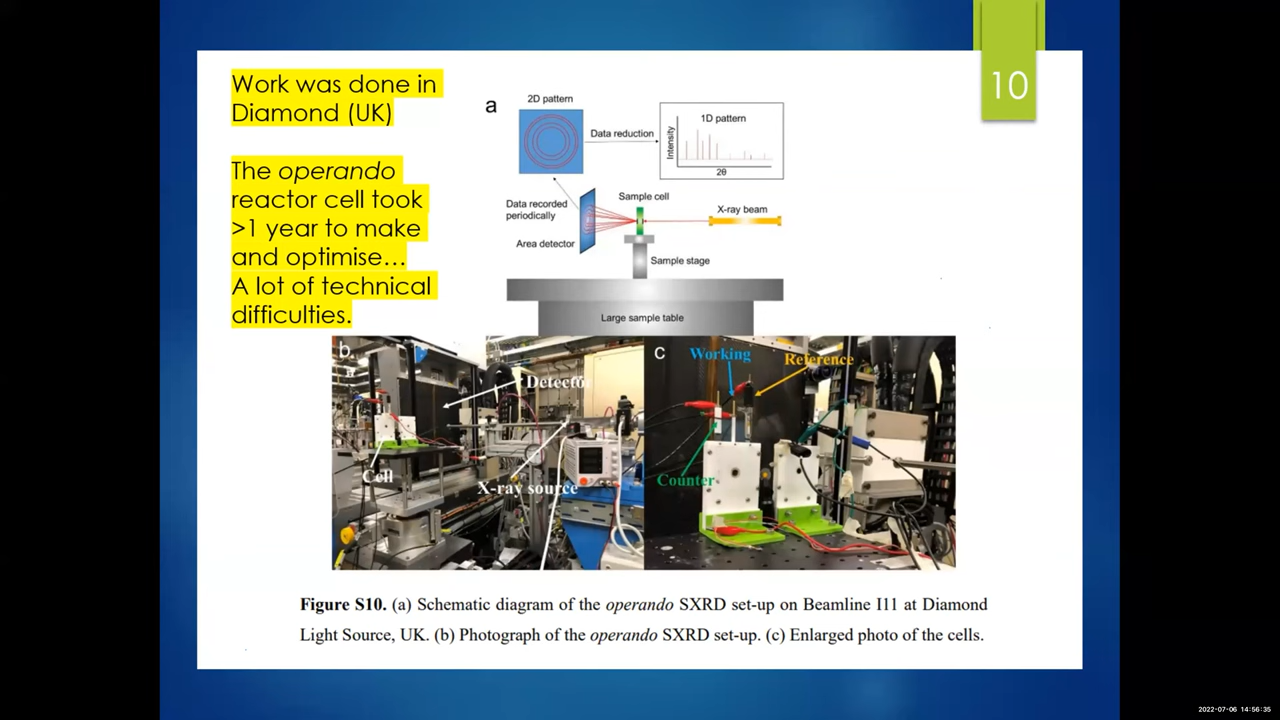 10
Work was done in
Diamond (UK)
The operando
reactor cell took
>1 year to make
and optimise...
A lot of technical
difficulties.
a
2D pattern
Data reduction
1D pattern
Intensity
2θ
Data recorded
periodically
Area detector
Sample cell
X-ray beam
Sample stage
Large sample table
b
Detector
Cell
X-ray source
c
Working
Reference
Counter
Figure S10. (a) Schematic diagram of the operando SXRD set-up on Beamline I11 at Diamond
Light Source, UK. (b) Photograph of the operando SXRD set-up. (c) Enlarged photo of the cells.
2022-07-06 14:56:35